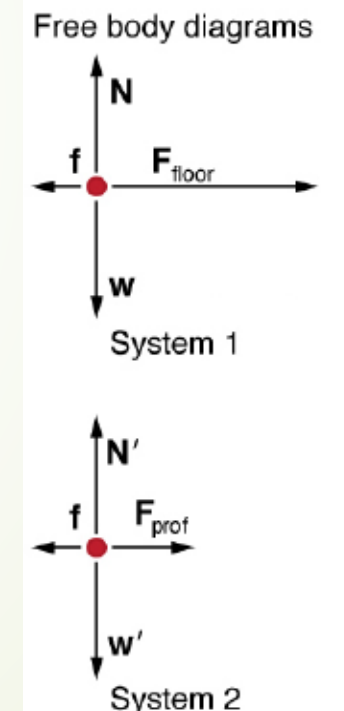 Free body diagrams
N
f F_floor
w
System 1
N′
f F_prof
w′
System 2